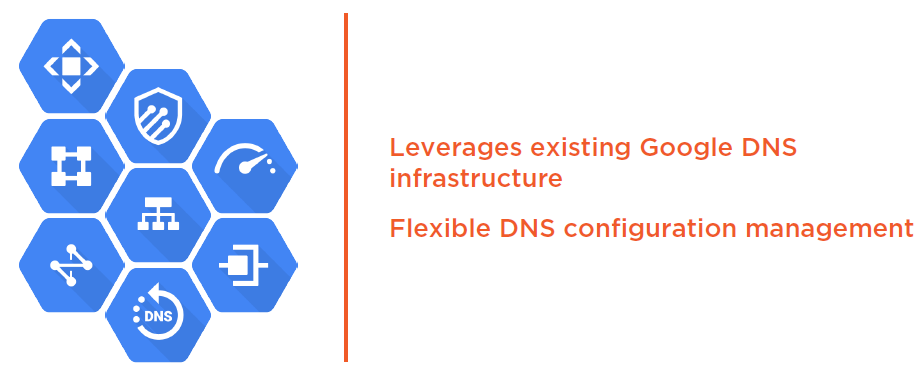 DNS
Leverages existing Google DNS
infrastructure
Flexible DNS configuration management